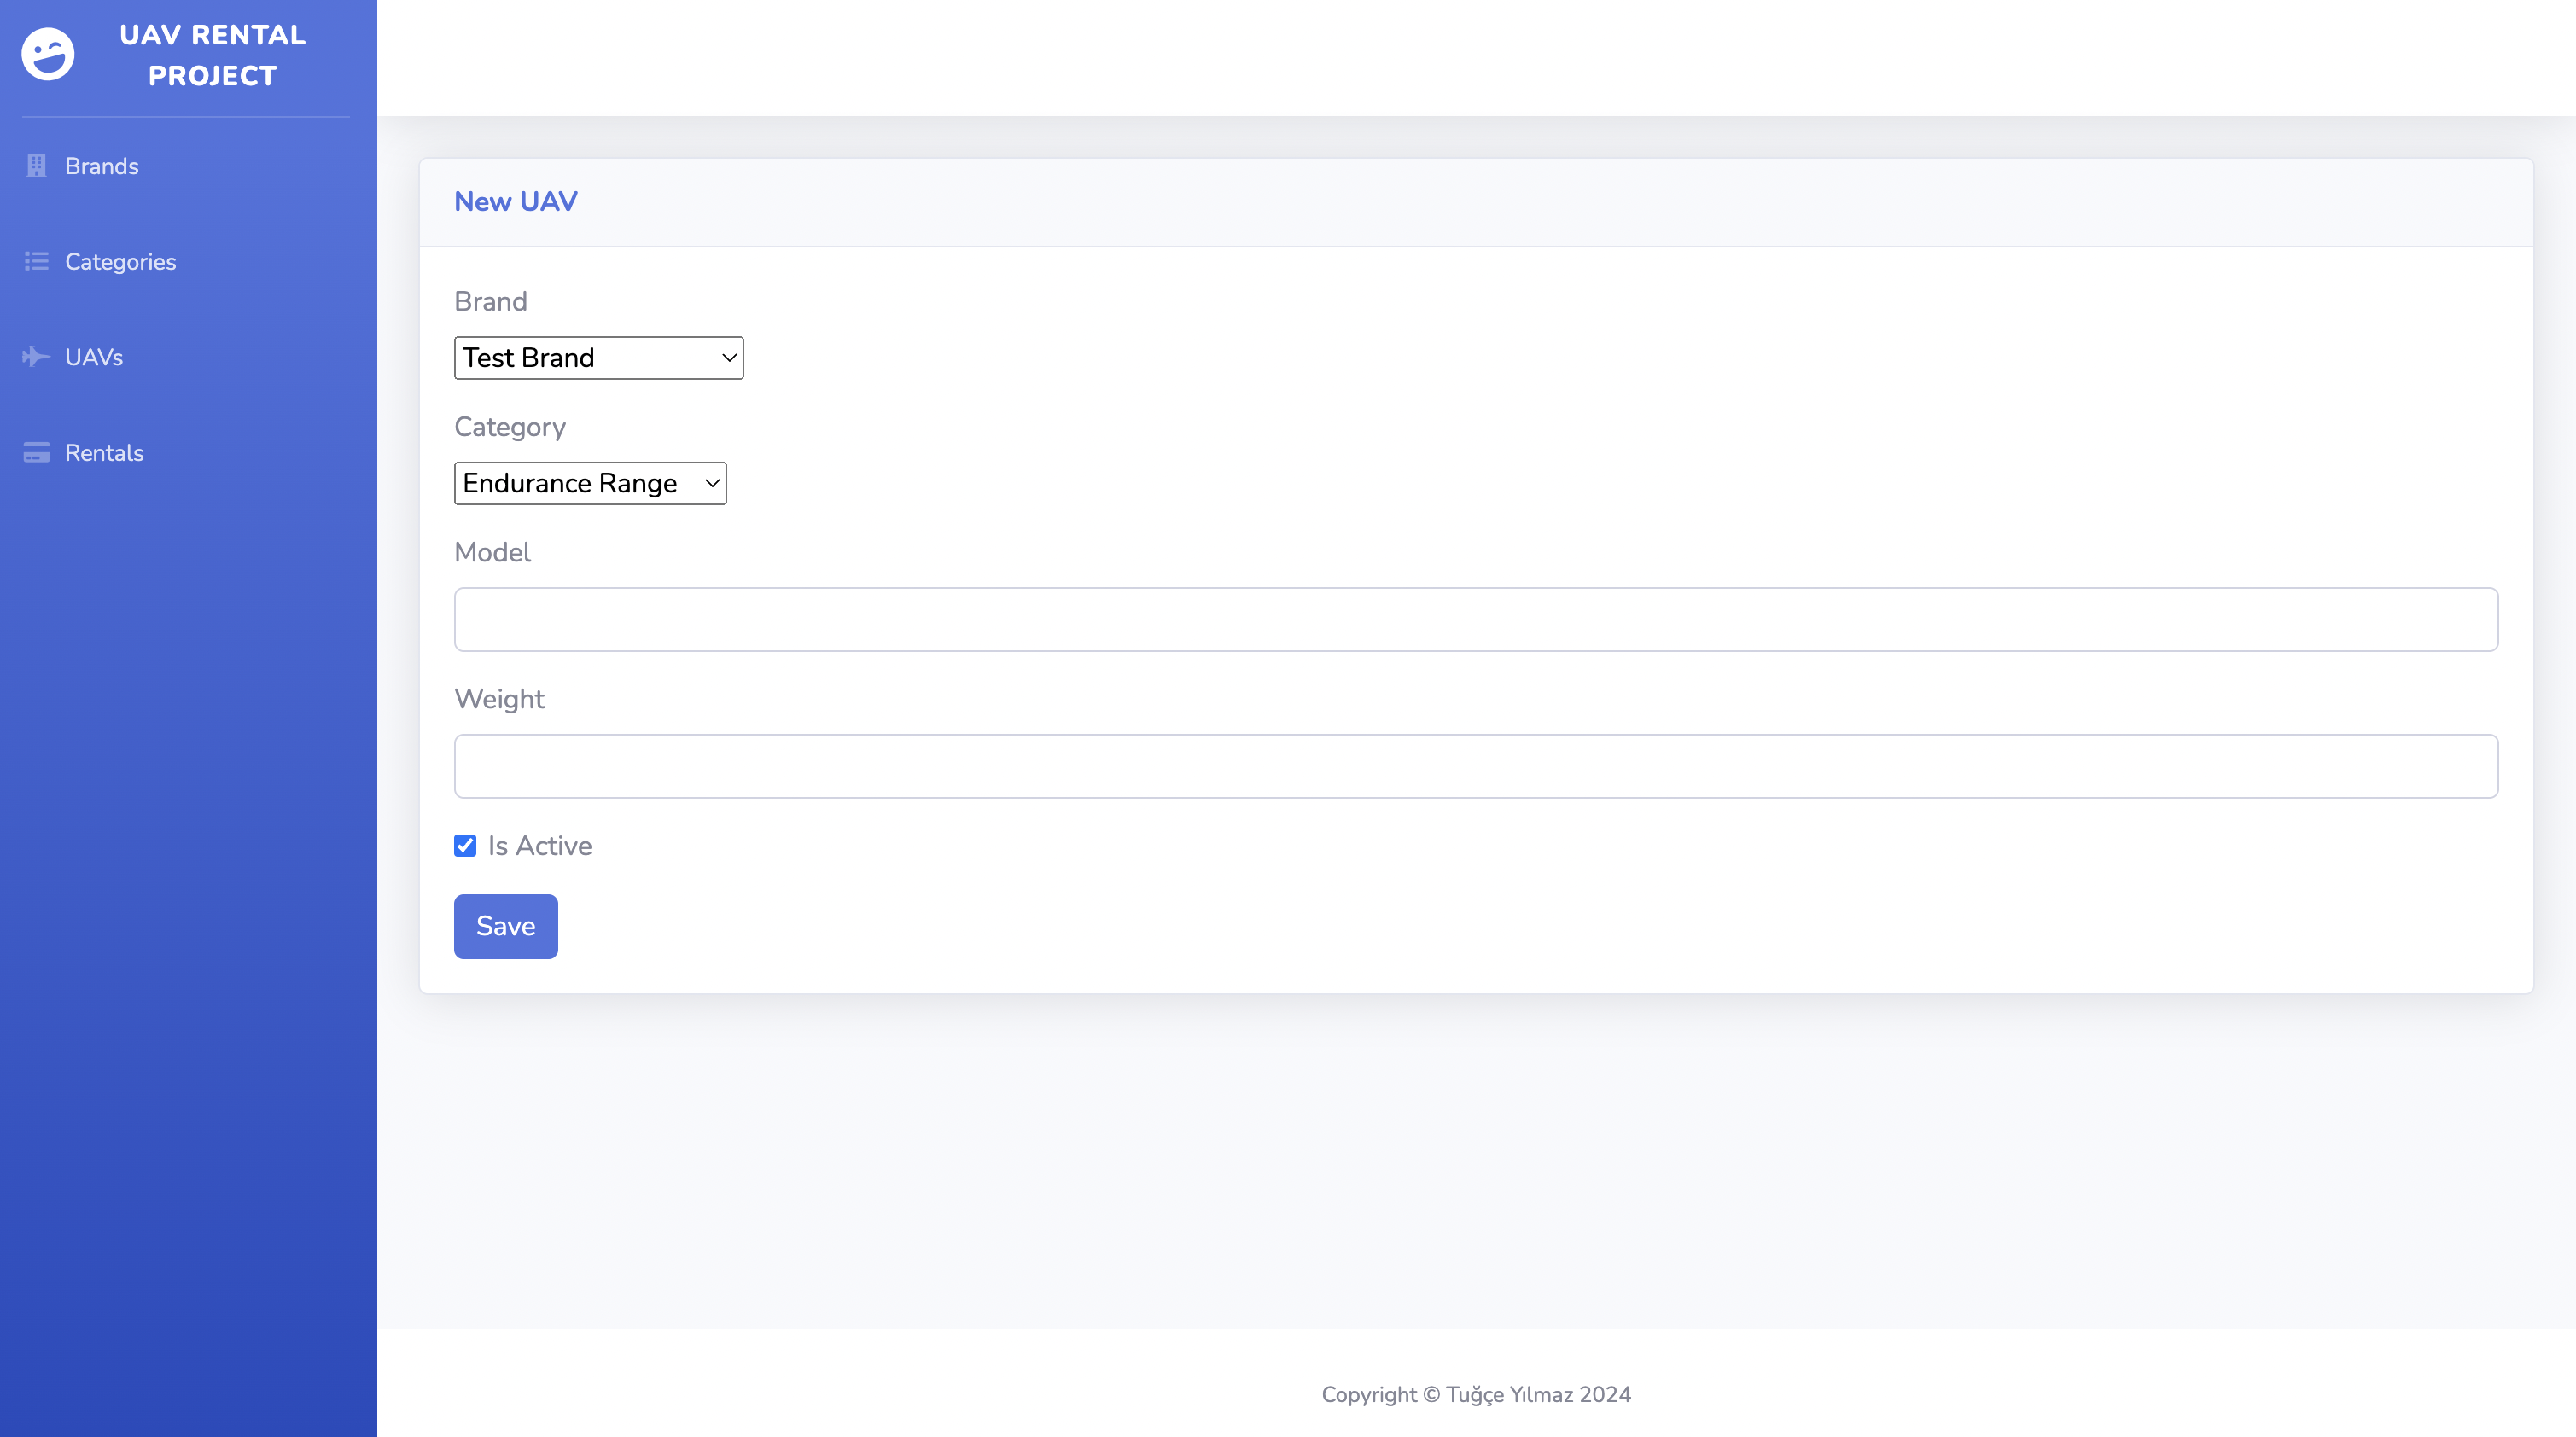 UAV RENTAL
PROJECT
Brands
Categories
UAVs
Rentals
New UAV
Brand
Test Brand
Category
Endurance Range
Model
Weight
Is Active
Save
Copyright © Tuğçe Yılmaz 2024